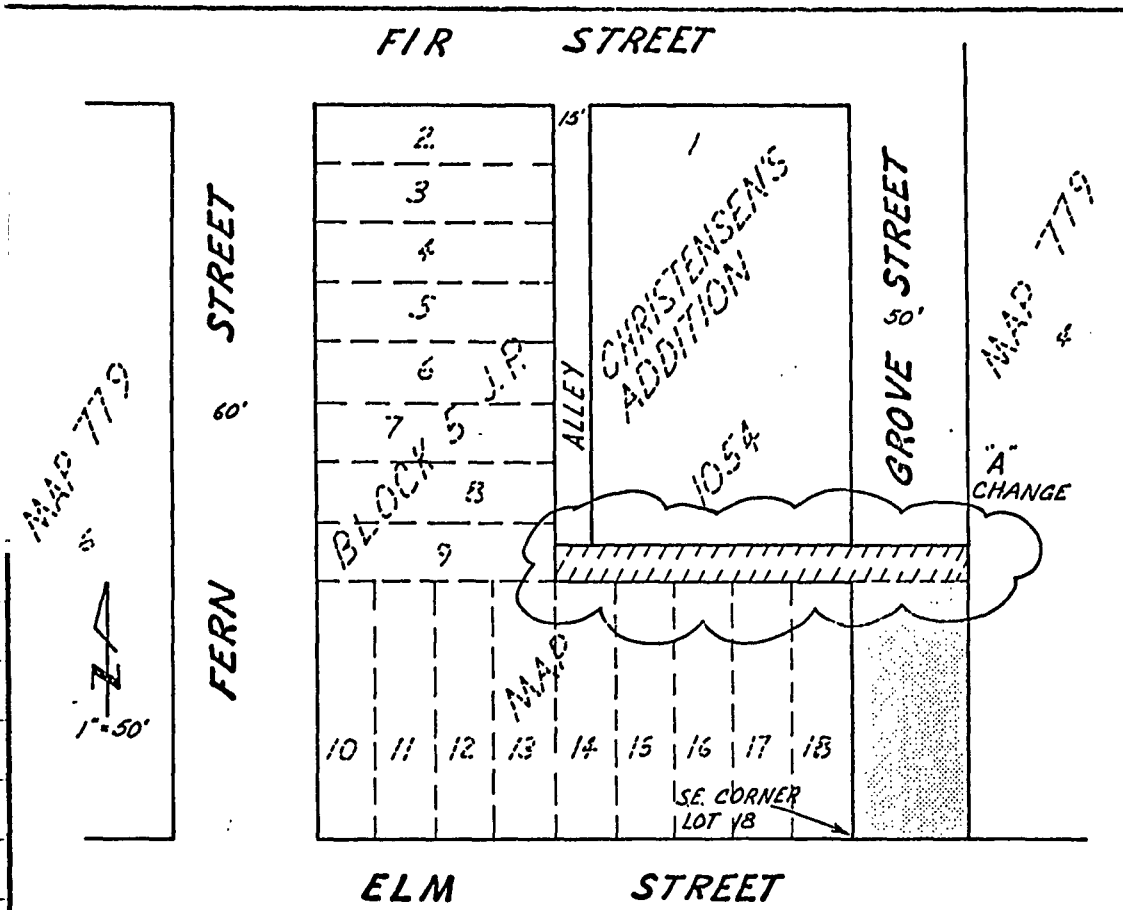 FIR STREET
15'
2
3
4
5
6
7
8
9
1
CHRISTENSEN'S
ADDITION
1054
ALLEY
BLOCK 5 J.P.
MAP
FERN STREET
60'
MAP 779
GROVE STREET
50'
MAP 779
4
"A"
CHANGE
1"=50'
10 11 12 13 14 15 16 17 18
S.E. CORNER
LOT 18
ELM STREET